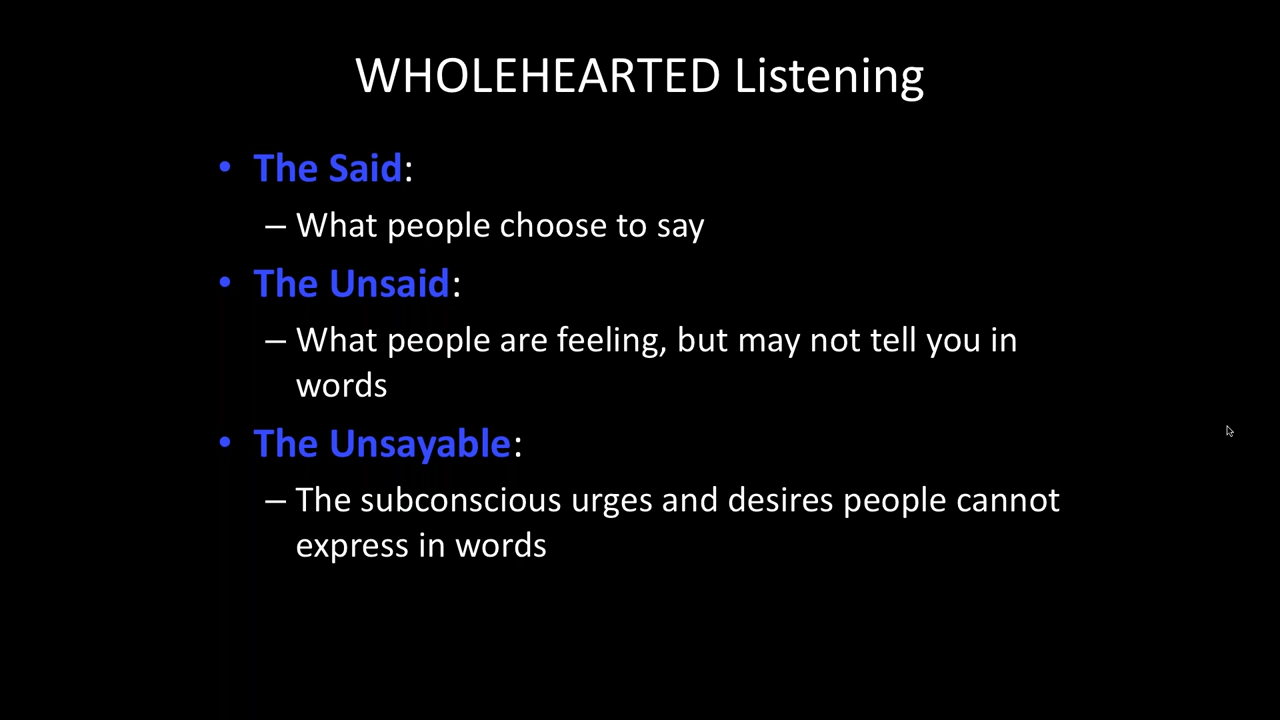 WHOLEHEARTED Listening
• The Said:
– What people choose to say
• The Unsaid:
– What people are feeling, but may not tell you in
words
• The Unsayable:
– The subconscious urges and desires people cannot
express in words